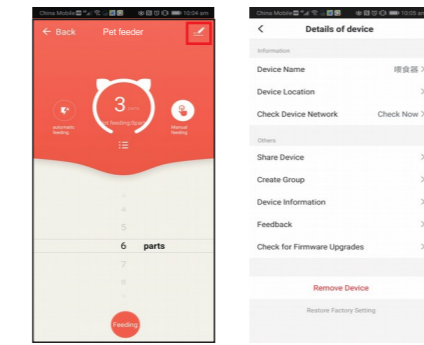 China Mobile 10:04 am
← Back Pet feeder
3 parts
automatic
feeding
Manual
feeding
5
6 parts
7
Feeding
China Mobile 10:05 am
< Details of device
Information
Device Name 喂食器 >
Device Location >
Check Device Network Check Now >
Others
Share Device >
Create Group >
Device Information >
Feedback >
Check for Firmware Upgrades >
Remove Device
Restore Factory Setting